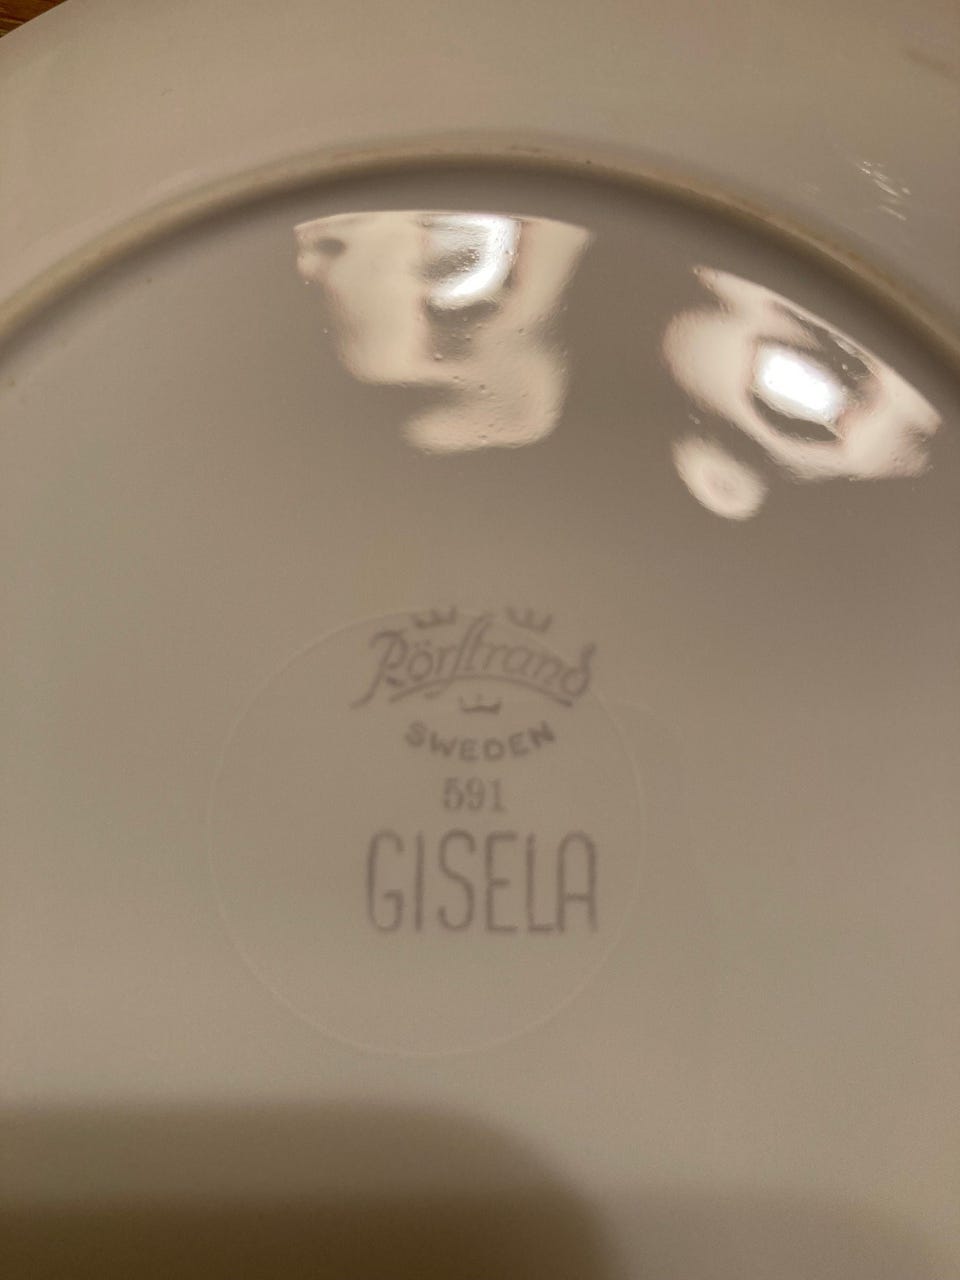 Rörstrand
SWEDEN
591
GISELA